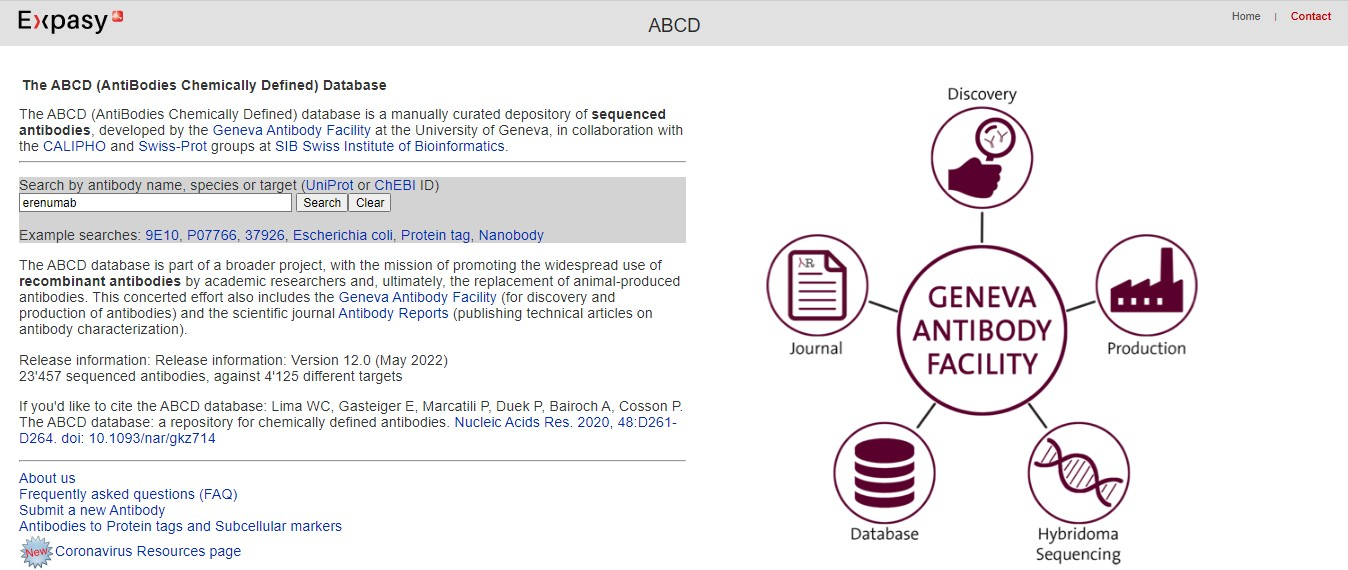 Expasy
ABCD
Home | Contact
The ABCD (AntiBodies Chemically Defined) Database
The ABCD (AntiBodies Chemically Defined) database is a manually curated depository of sequenced
antibodies, developed by the Geneva Antibody Facility at the University of Geneva, in collaboration with
the CALIPHO and Swiss-Prot groups at SIB Swiss Institute of Bioinformatics.
Search by antibody name, species or target (UniProt or ChEBI ID)
erenumab Search Clear
Example searches: 9E10, P07766, 37926, Escherichia coli, Protein tag, Nanobody
The ABCD database is part of a broader project, with the mission of promoting the widespread use of
recombinant antibodies by academic researchers and, ultimately, the replacement of animal-produced
antibodies. This concerted effort also includes the Geneva Antibody Facility (for discovery and
production of antibodies) and the scientific journal Antibody Reports (publishing technical articles on
antibody characterization).
Release information: Release information: Version 12.0 (May 2022)
23'457 sequenced antibodies, against 4'125 different targets
If you'd like to cite the ABCD database: Lima WC, Gasteiger E, Marcatili P, Duek P, Bairoch A, Cosson P.
The ABCD database: a repository for chemically defined antibodies. Nucleic Acids Res. 2020, 48:D261-
D264. doi: 10.1093/nar/gkz714
About us
Frequently asked questions (FAQ)
Submit a new Antibody
Antibodies to Protein tags and Subcellular markers
New Coronavirus Resources page
Discovery
Journal
GENEVA
ANTIBODY
FACILITY
Production
Database
Hybridoma
Sequencing